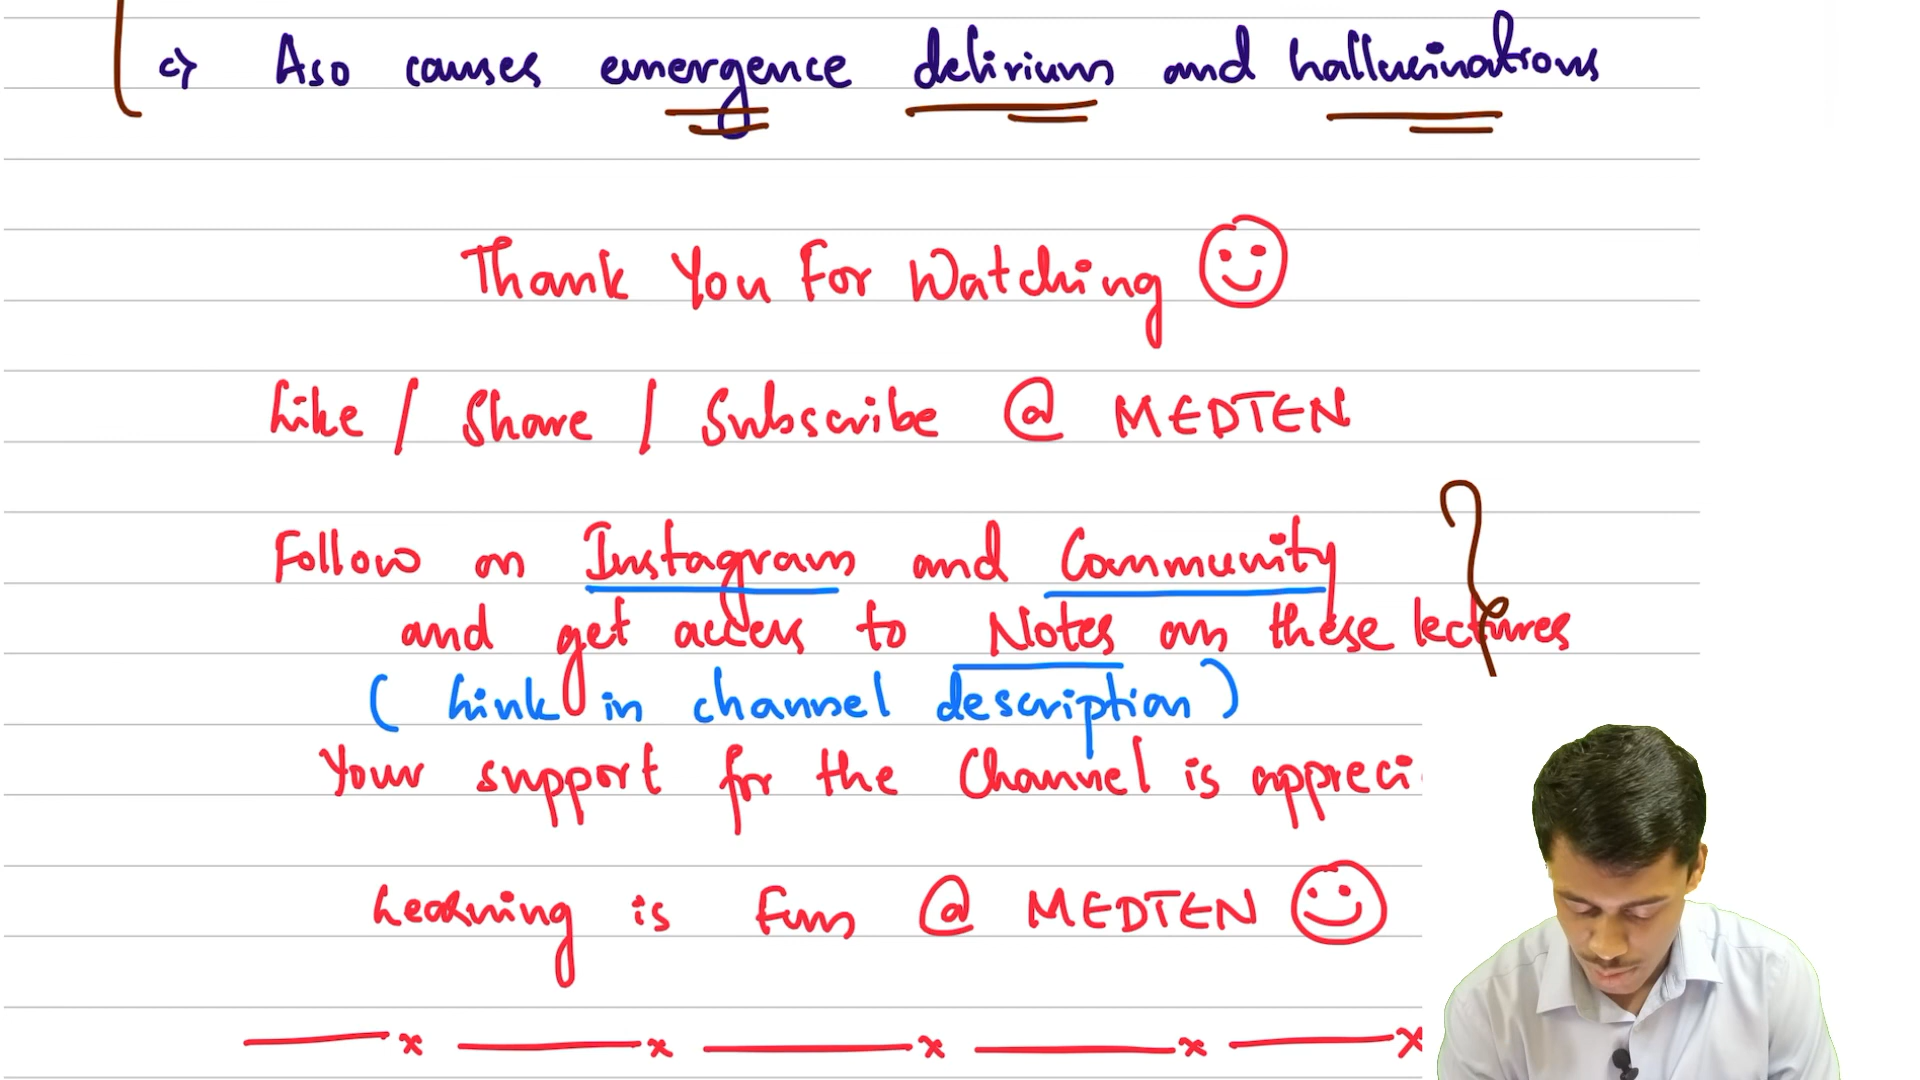 => Aso causes emergence delirium and hallucinations
Thank You For Watching
Like / Share / Subscribe @ MEDTEN
Follow on Instagram and Community
and get access to Notes on these lectures
( Link in channel description )
Your support for the Channel is appreci
Learning is Fun @ MEDTEN